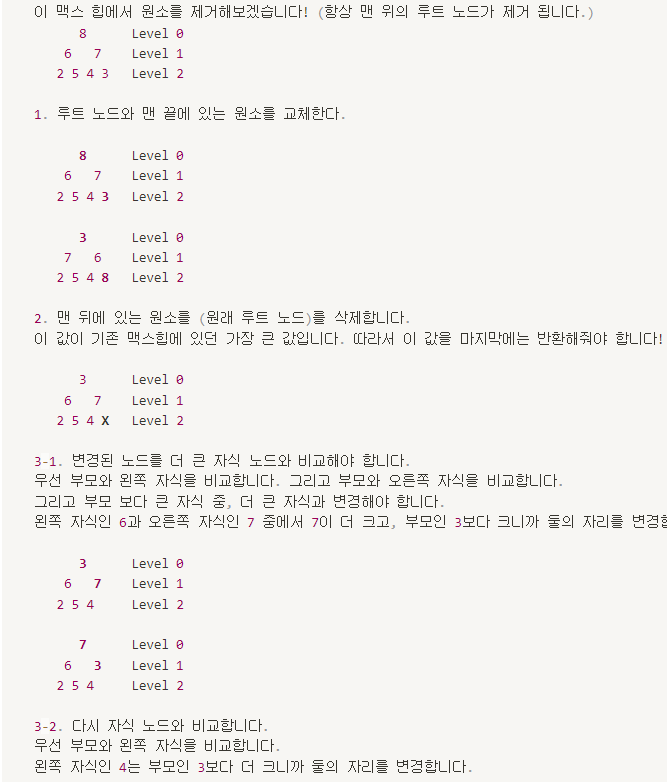 이 맥스 힙에서 원소를 제거해보겠습니다! (항상 맨 위의 루트 노드가 제거 됩니다.)
8 Level 0
6 7 Level 1
2 5 4 3 Level 2
1. 루트 노드와 맨 끝에 있는 원소를 교체한다.
8 Level 0
6 7 Level 1
2 5 4 3 Level 2
3 Level 0
7 6 Level 1
2 5 4 8 Level 2
2. 맨 뒤에 있는 원소를 (원래 루트 노드)를 삭제합니다.
이 값이 기존 맥스힙에 있던 가장 큰 값입니다. 따라서 이 값을 마지막에는 반환해줘야 합니다!
3 Level 0
6 7 Level 1
2 5 4 X Level 2
3-1. 변경된 노드를 더 큰 자식 노드와 비교해야 합니다.
우선 부모와 왼쪽 자식을 비교합니다. 그리고 부모와 오른쪽 자식을 비교합니다.
그리고 부모 보다 큰 자식 중, 더 큰 자식과 변경해야 합니다.
왼쪽 자식인 6과 오른쪽 자식인 7 중에서 7이 더 크고, 부모인 3보다 크니까 둘의 자리를
3 Level 0
6 7 Level 1
2 5 4 Level 2
7 Level 0
6 3 Level 1
2 5 4 Level 2
3-2. 다시 자식 노드와 비교합니다.
우선 부모와 왼쪽 자식을 비교합니다.
왼쪽 자식인 4는 부모인 3보다 더 크니까 둘의 자리를 변경합니다.